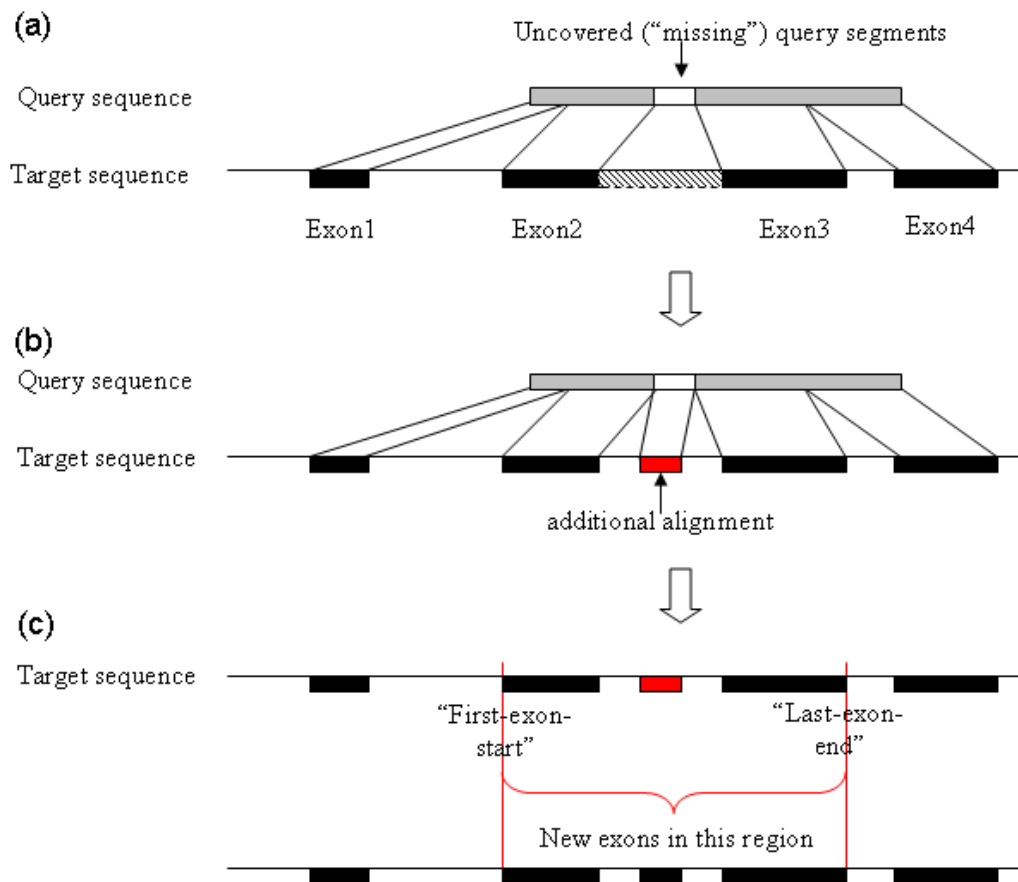 (a)
Uncovered (“missing”) query segments
Query sequence
Target sequence
Exon1 Exon2 Exon3 Exon4
(b)
Query sequence
Target sequence
additional alignment
(c)
Target sequence
“First-exon-
start”
“Last-exon-
end”
New exons in this region